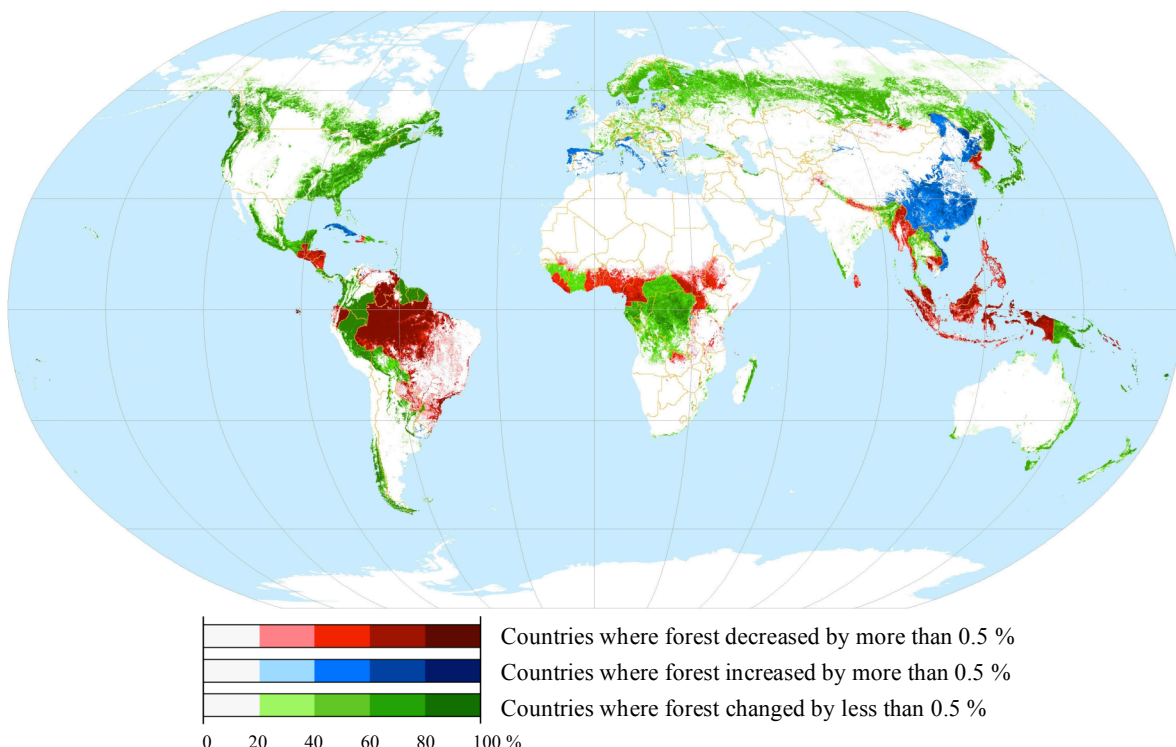 Countries where forest decreased by more than 0.5 %
Countries where forest increased by more than 0.5 %
Countries where forest changed by less than 0.5 %
0 20 40 60 80 100 %